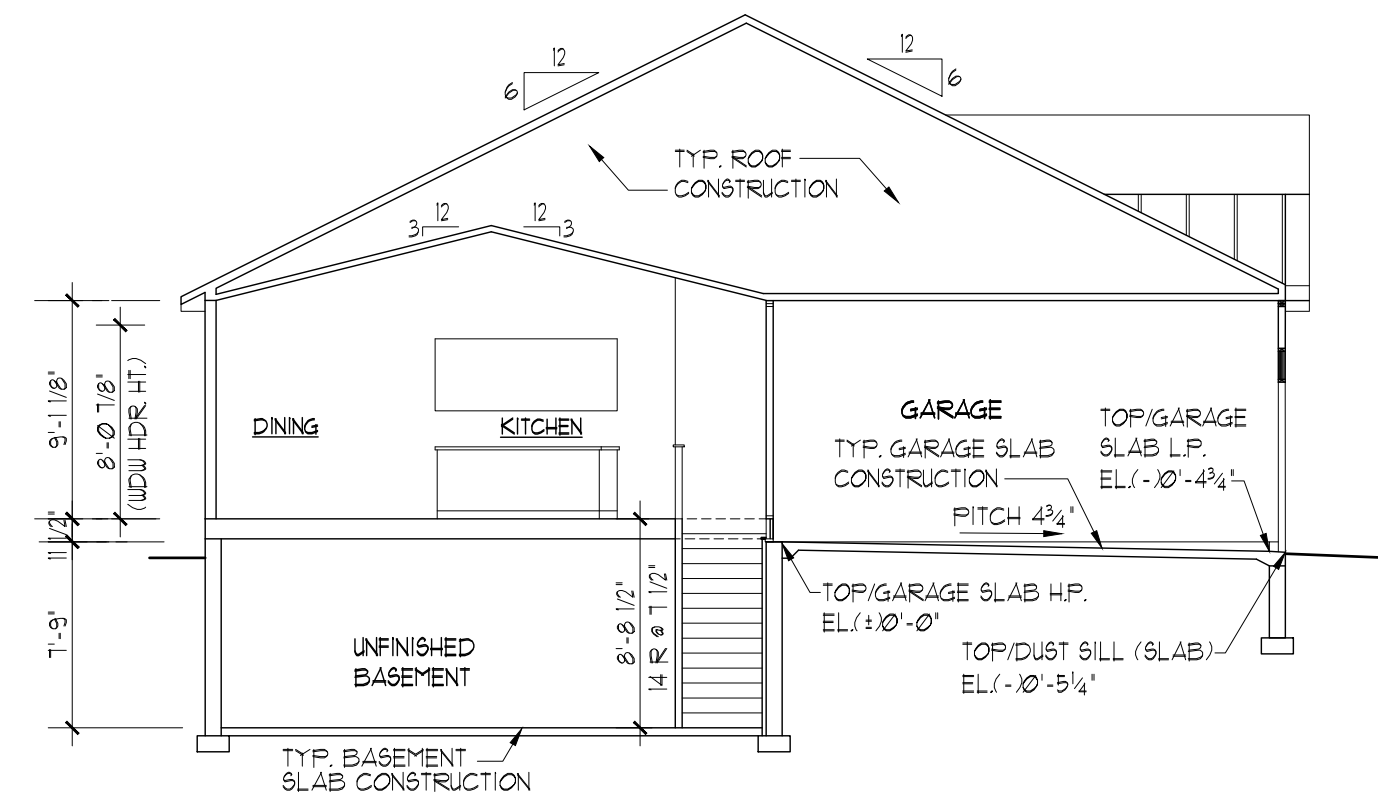 12
6
12
6
TYP. ROOF
CONSTRUCTION
12
3
12
3
9'-1 1/8"
8'-0 7/8"
(WDW HDR. HT.)
DINING
KITCHEN
GARAGE
TYP. GARAGE SLAB
CONSTRUCTION
TOP/GARAGE
SLAB L.P.
EL.(-)0'-4¾"
PITCH 4¾"
11 1/2"
7'-9"
UNFINISHED
BASEMENT
8'-8 1/2"
14 R @ 7 1/2"
TOP/GARAGE SLAB H.P.
EL.(±)0'-0"
TOP/DUST SILL (SLAB)
EL.(-)0'-5¼"
TYP. BASEMENT
SLAB CONSTRUCTION